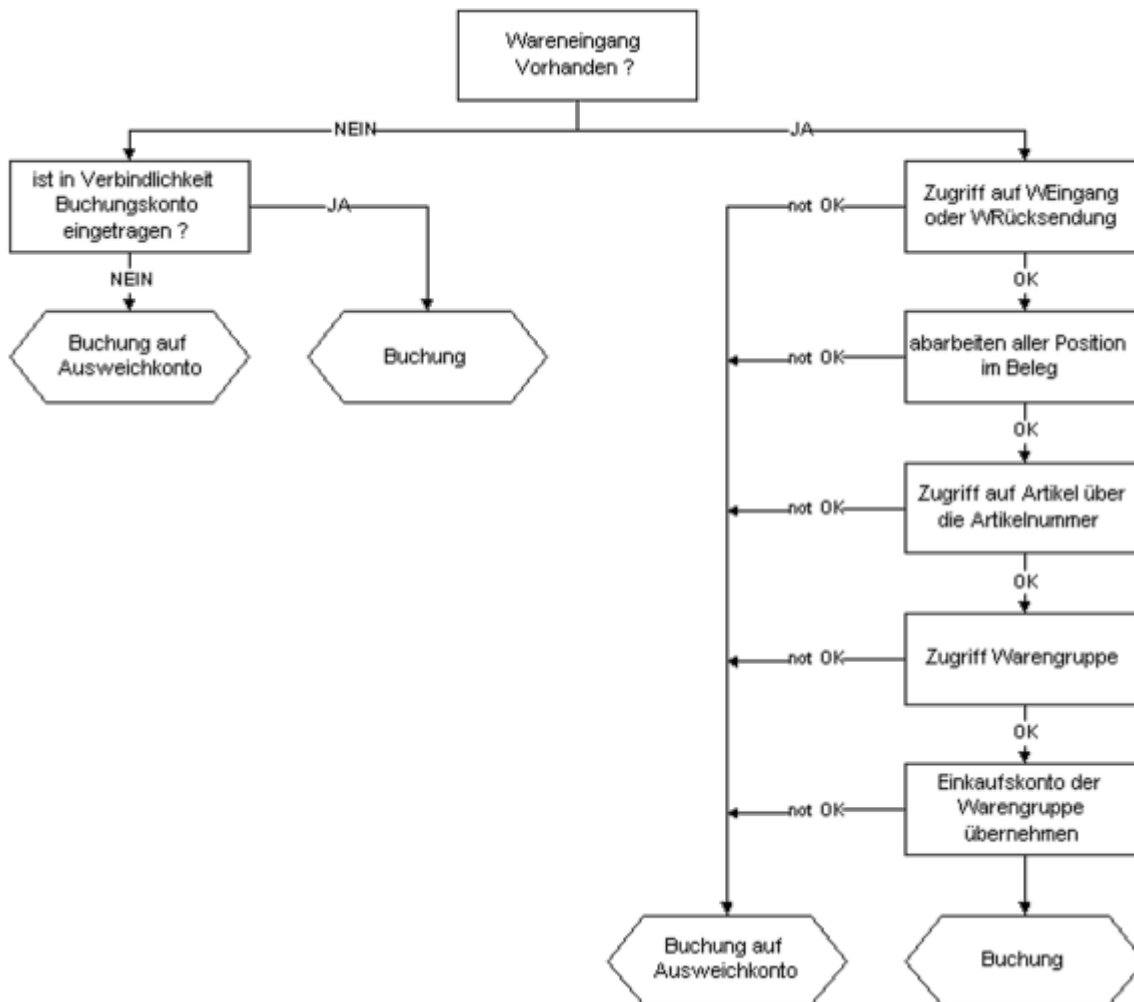 Wareneingang
Vorhanden ?
NEIN
JA
ist in Verbindlichkeit
Buchungskonto
eingetragen ?
JA
NEIN
Buchung auf
Ausweichkonto
Buchung
Zugriff auf WEingang
oder WRücksendung
not OK
OK
abarbeiten aller Position
im Beleg
not OK
OK
Zugriff auf Artikel über
die Artikelnummer
not OK
OK
Zugriff Warengruppe
not OK
OK
Einkaufskonto der
Warengruppe
übernehmen
not OK
Buchung auf
Ausweichkonto
Buchung